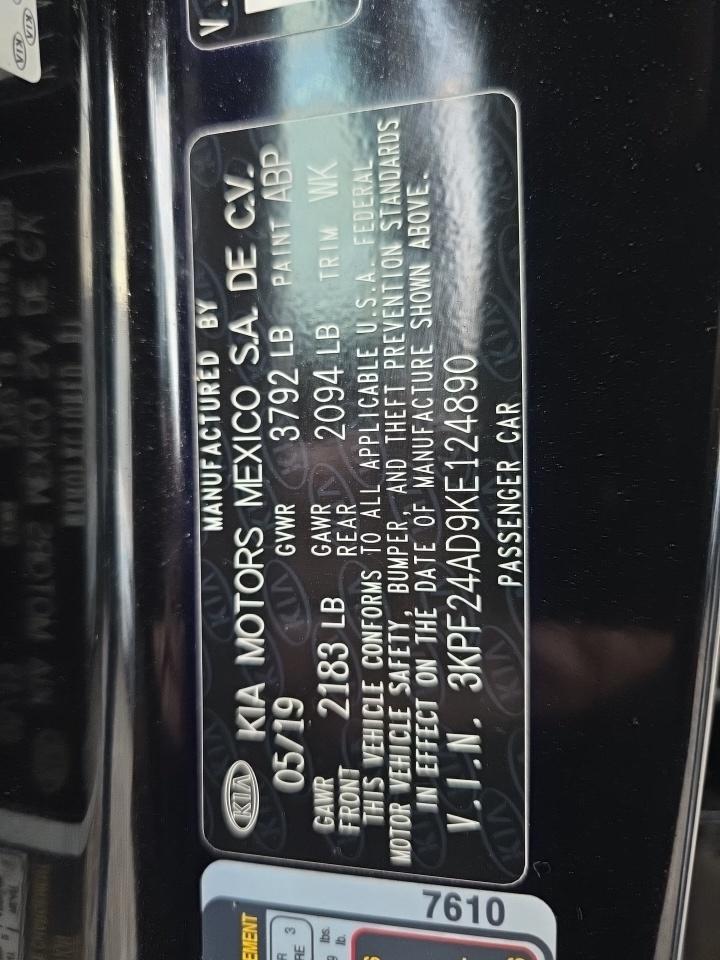 MANUFACTURED BY
KIA KIA MOTORS MEXICO S.A. DE C.V.
05/19 GVWR 3792 LB PAINT ABP
GAWR FRONT 2183 LB GAWR REAR 2094 LB TRIM WK
THIS VEHICLE CONFORMS TO ALL APPLICABLE U.S.A. FEDERAL
MOTOR VEHICLE SAFETY, BUMPER, AND THEFT PREVENTION STANDARDS
IN EFFECT ON THE DATE OF MANUFACTURE SHOWN ABOVE.
V.I.N. 3KPF24AD9KE124890
PASSENGER CAR
7610